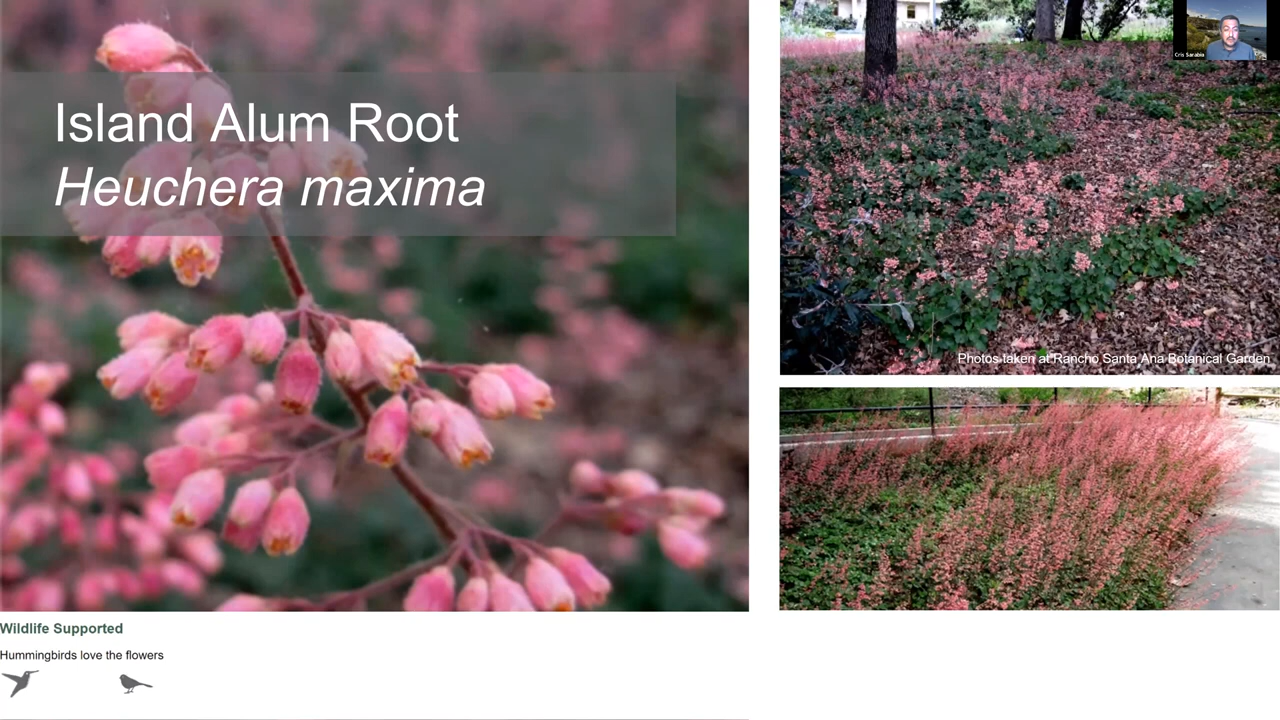 Island Alum Root
Heuchera maxima
Cris Sarabia
Photos taken at Rancho Santa Ana Botanical Garden
Wildlife Supported
Hummingbirds love the flowers